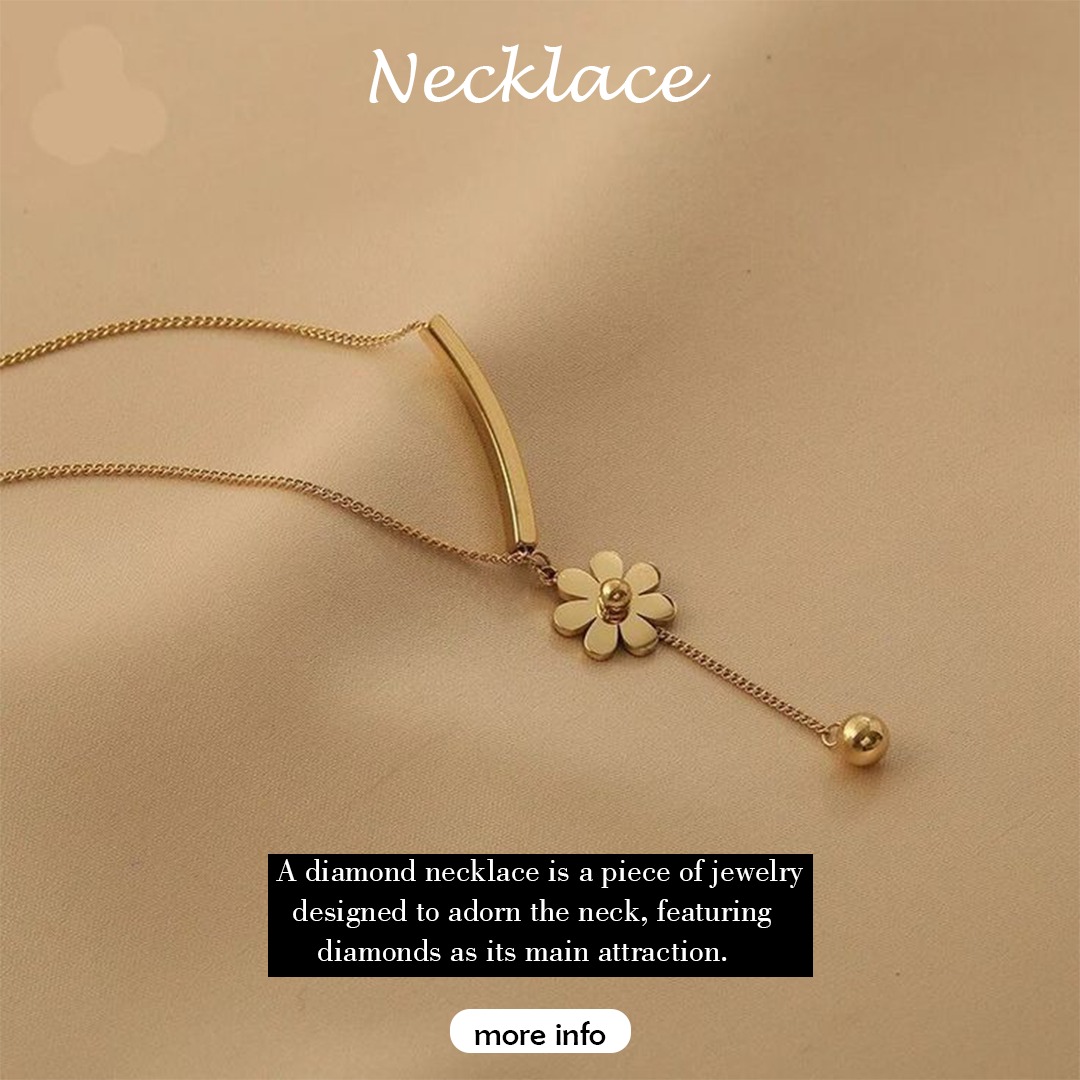 Necklace
A diamond necklace is a piece of jewelry
designed to adorn the neck, featuring
diamonds as its main attraction.
more info